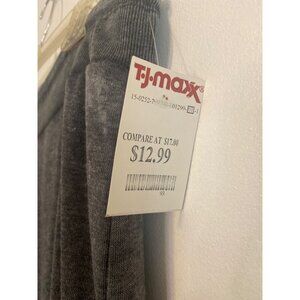 T·J·maxx®
COMPARE AT $17.00
$12.99